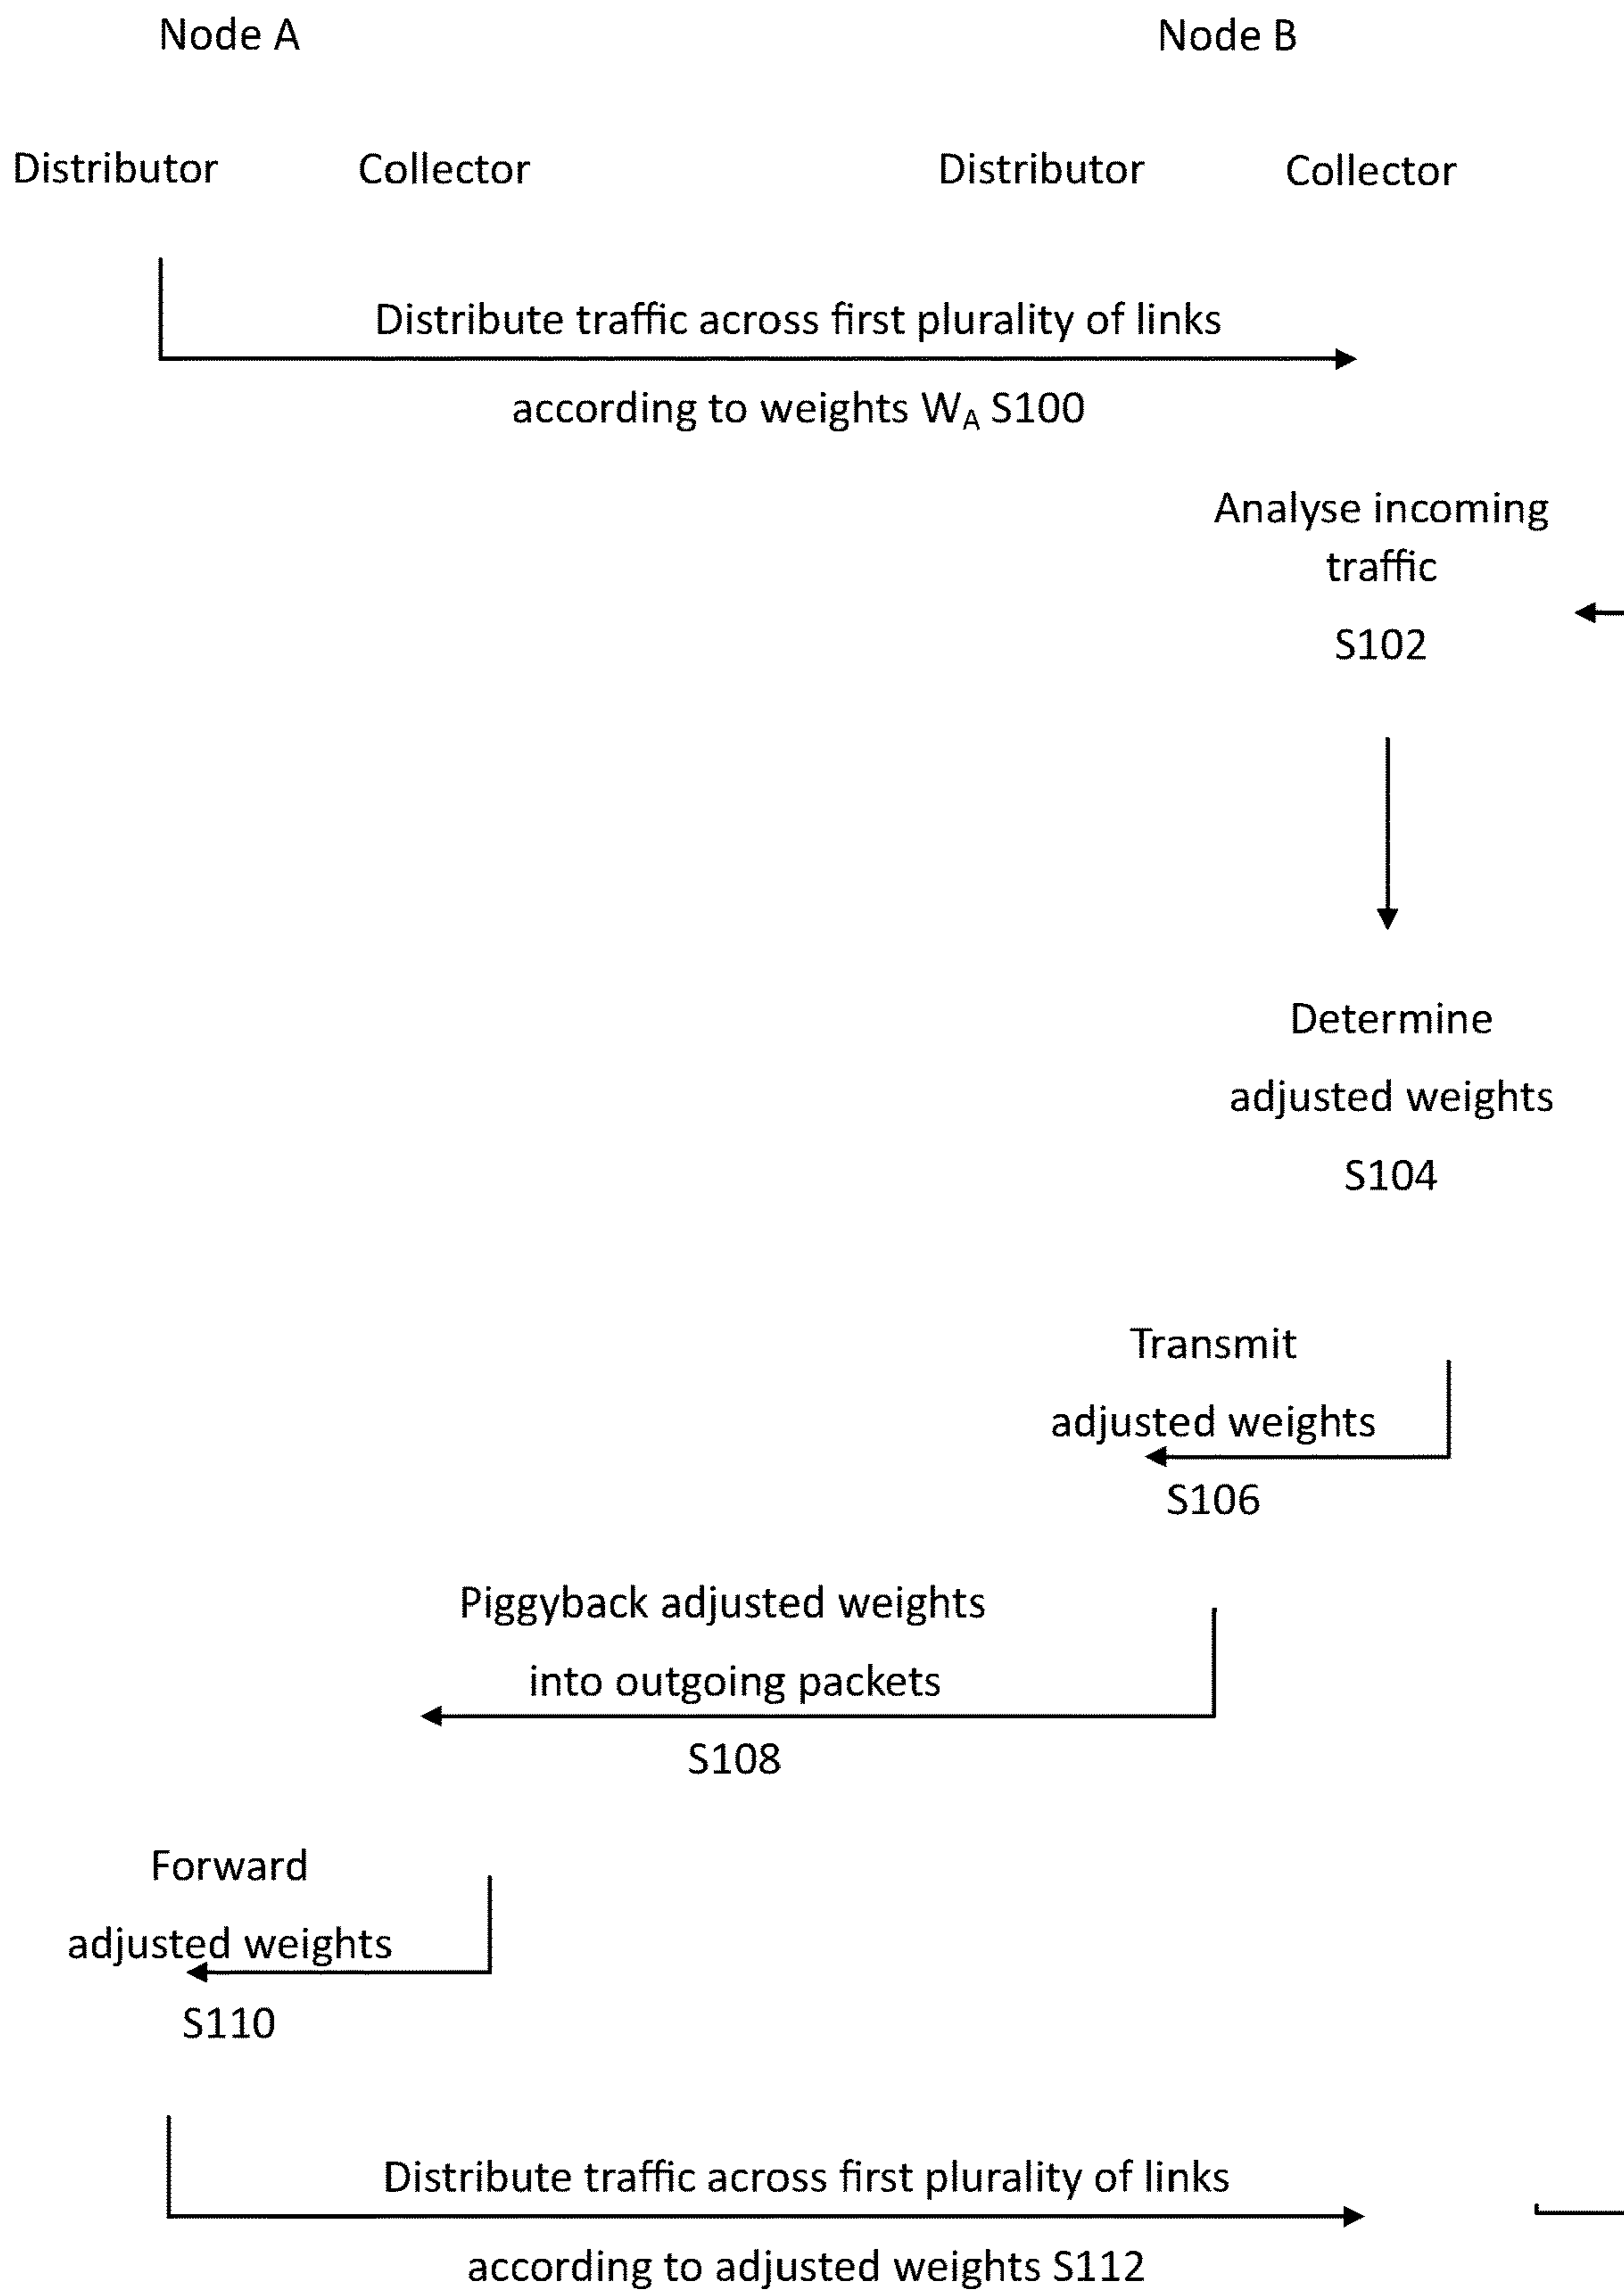 Node A
Node B
Distributor
Collector
Distributor
Collector
Distribute traffic across first plurality of links
according to weights WA S100
Analyse incoming
traffic
S102
Determine
adjusted weights
S104
Transmit
adjusted weights
S106
Piggyback adjusted weights
into outgoing packets
S108
Forward
adjusted weights
S110
Distribute traffic across first plurality of links
according to adjusted weights S112